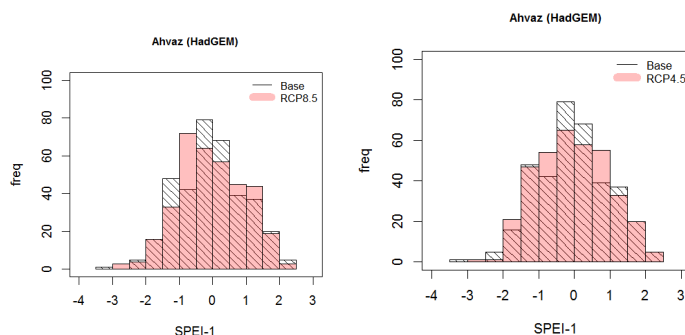 Ahvaz (HadGEM)
Base
RCP8.5
freq
100
80
60
40
20
0
-4 -3 -2 -1 0 1 2 3
SPEI-1
Ahvaz (HadGEM)
Base
RCP4.5
freq
100
80
60
40
20
0
-4 -3 -2 -1 0 1 2 3
SPEI-1